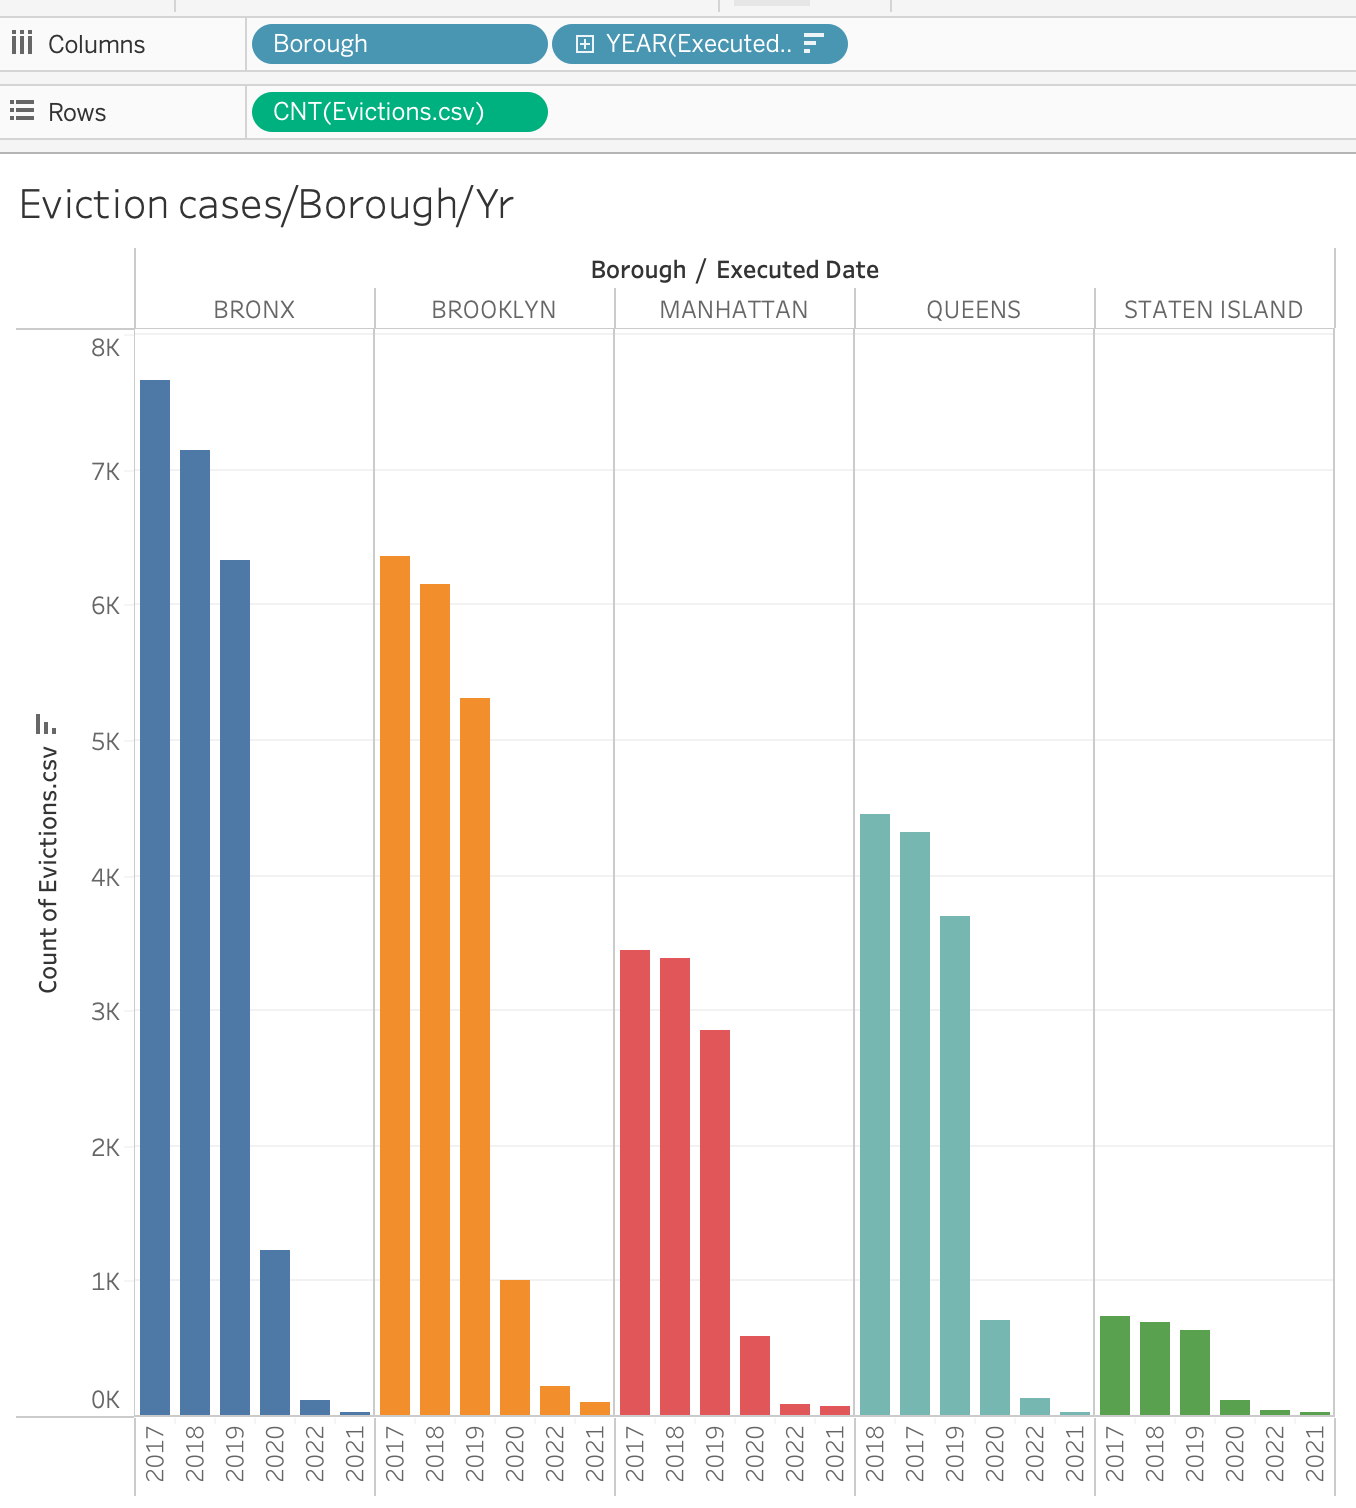 Columns Borough YEAR(Executed..
Rows CNT(Evictions.csv)
Eviction cases/Borough/Yr
Borough / Executed Date
BRONX BROOKLYN MANHATTAN QUEENS STATEN ISLAND
8K
7K
6K
5K
4K
3K
2K
1K
0K
Count of Evictions.csv
2017 2018 2019 2020 2022 2021 2017 2018 2019 2020 2022 2021 2017 2018 2019 2020 2022 2021 2018 2017 2019 2020 2022 2021 2017 2018 2019 2020 2022 2021